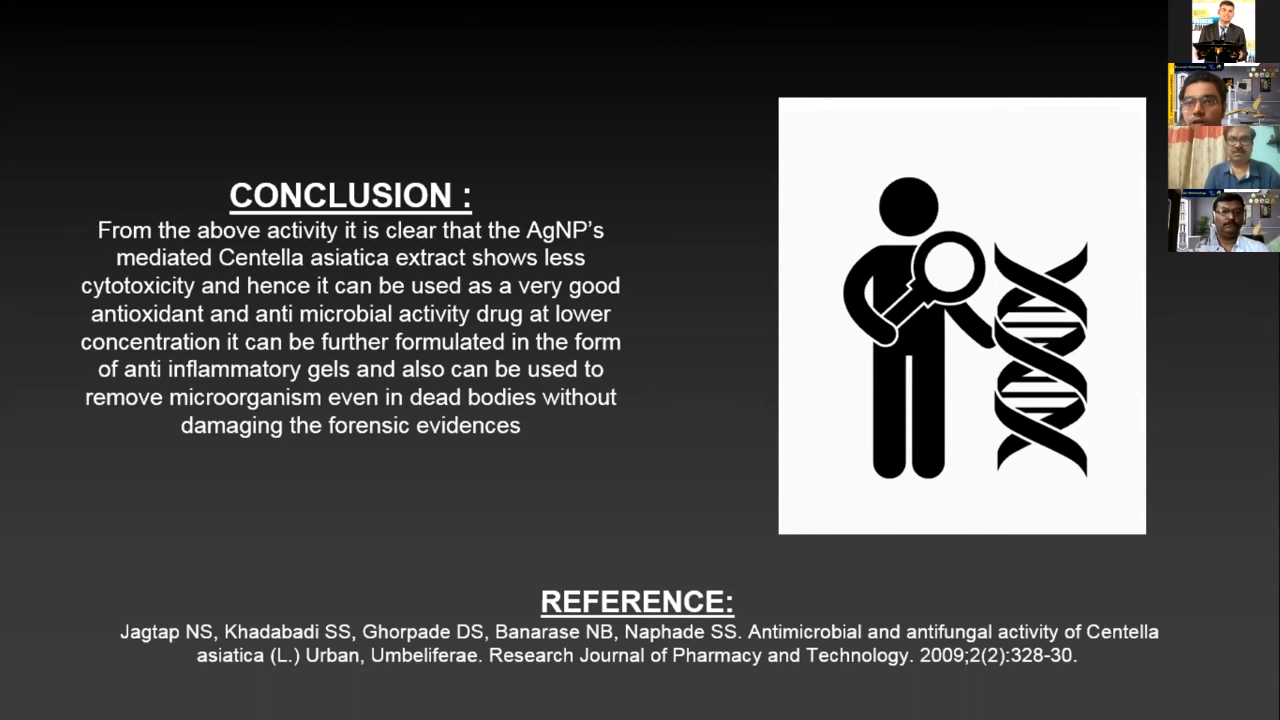 CONCLUSION :
From the above activity it is clear that the AgNP's
mediated Centella asiatica extract shows less
cytotoxicity and hence it can be used as a very good
antioxidant and anti microbial activity drug at lower
concentration it can be further formulated in the form
of anti inflammatory gels and also can be used to
remove microorganism even in dead bodies without
damaging the forensic evidences
REFERENCE:
Jagtap NS, Khadabadi SS, Ghorpade DS, Banarase NB, Naphade SS. Antimicrobial and antifungal activity of Centella
asiatica (L.) Urban, Umbeliferae. Research Journal of Pharmacy and Technology. 2009;2(2):328-30.